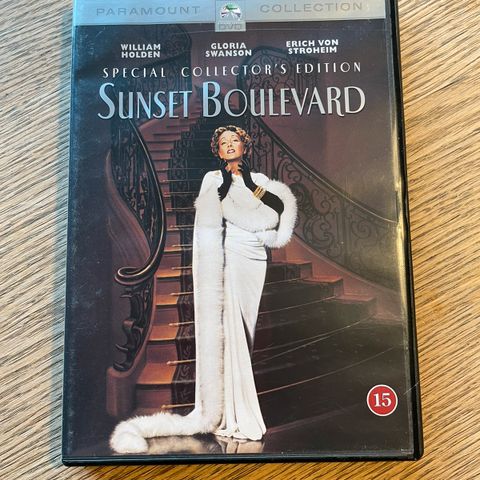 PARAMOUNT DVD COLLECTION
WILLIAM HOLDEN
GLORIA SWANSON
ERICH VON STROHEIM
SPECIAL COLLECTOR'S EDITION
SUNSET BOULEVARD
15